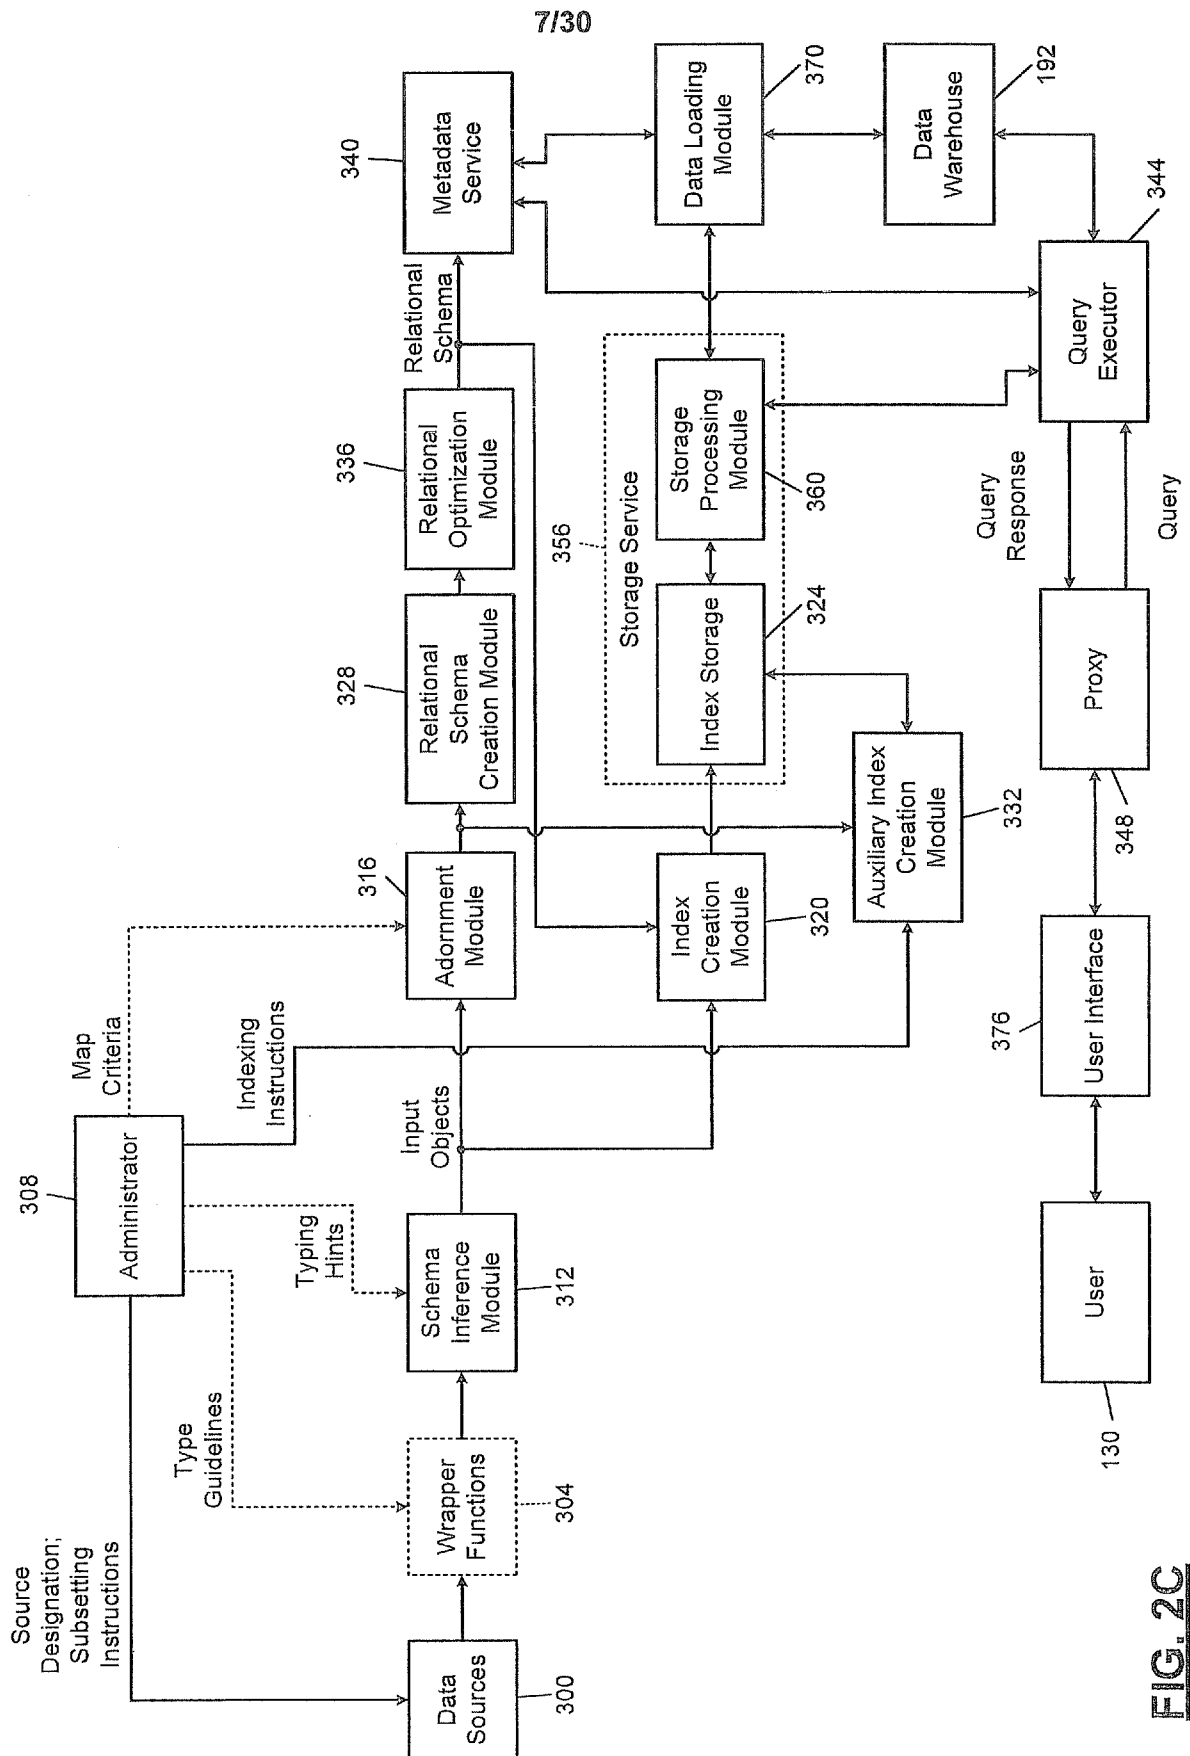 7/30
308
Administrator
Source
Designation;
Subsetting
Instructions
Type
Guidelines
Typing
Hints
Indexing
Instructions
Map
Criteria
Data
Sources
300
Wrapper
Functions
304
Schema
Inference
Module
312
Input
Objects
Adornment
Module
316
Relational
Schema
Creation Module
328
Relational
Optimization
Module
336
Relational
Schema
Metadata
Service
340
Index
Creation
Module
320
356
Storage Service
Index Storage
324
Storage
Processing
Module
360
Data Loading
Module
370
Auxiliary Index
Creation
Module
332
Data
Warehouse
192
User
130
User Interface
376
Proxy
348
Query
Response
Query
Query
Executor
344
FIG. 2C